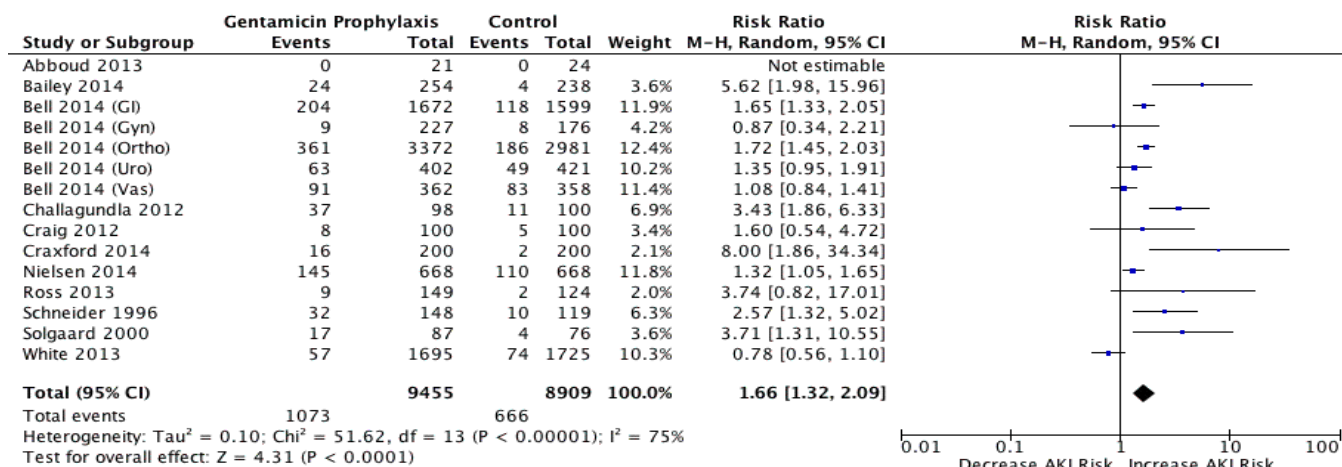 Gentamicin Prophylaxis Control Risk Ratio Risk Ratio
Study or Subgroup Events Total Events Total Weight M-H, Random, 95% CI M-H, Random, 95% CI
Abboud 2013 0 21 0 24 Not estimable
Bailey 2014 24 254 4 238 3.6% 5.62 [1.98, 15.96]
Bell 2014 (GI) 204 1672 118 1599 11.9% 1.65 [1.33, 2.05]
Bell 2014 (Gyn) 9 227 8 176 4.2% 0.87 [0.34, 2.21]
Bell 2014 (Ortho) 361 3372 186 2981 12.4% 1.72 [1.45, 2.03]
Bell 2014 (Uro) 63 402 49 421 10.2% 1.35 [0.95, 1.91]
Bell 2014 (Vas) 91 362 83 358 11.4% 1.08 [0.84, 1.41]
Challagundla 2012 37 98 11 100 6.9% 3.43 [1.86, 6.33]
Craig 2012 8 100 5 100 3.4% 1.60 [0.54, 4.72]
Craxford 2014 16 200 2 200 2.1% 8.00 [1.86, 34.34]
Nielsen 2014 145 668 110 668 11.8% 1.32 [1.05, 1.65]
Ross 2013 9 149 2 124 2.0% 3.74 [0.82, 17.01]
Schneider 1996 32 148 10 119 6.3% 2.57 [1.32, 5.02]
Solgaard 2000 17 87 4 76 3.6% 3.71 [1.31, 10.55]
White 2013 57 1695 74 1725 10.3% 0.78 [0.56, 1.10]
Total (95% CI) 9455 8909 100.0% 1.66 [1.32, 2.09]
Total events 1073 666
Heterogeneity: Tau² = 0.10; Chi² = 51.62, df = 13 (P < 0.00001); I² = 75%
Test for overall effect: Z = 4.31 (P < 0.0001)
0.01 0.1 1 10 100
Decrease AKI Risk Increase AKI Risk